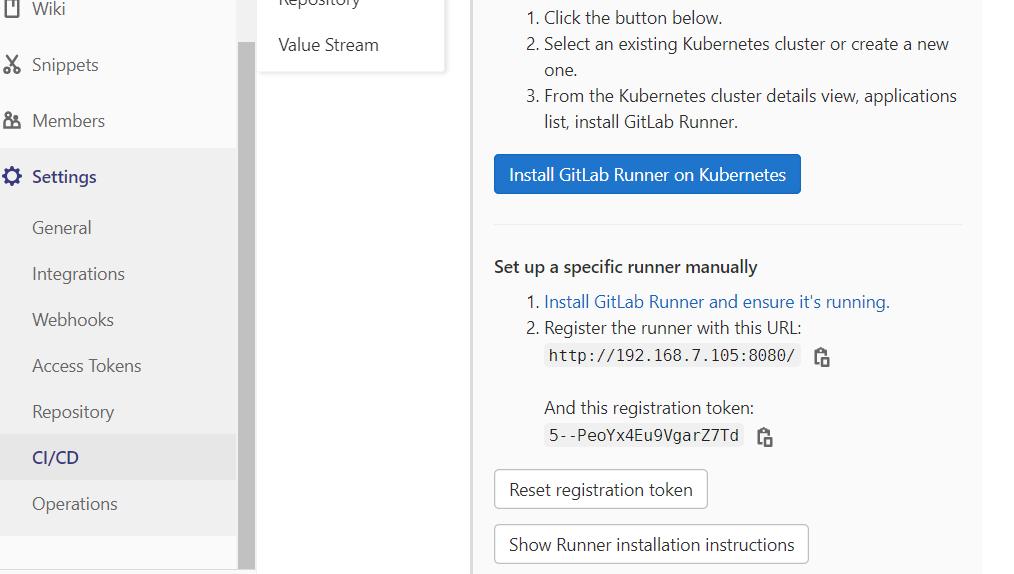 Wiki
Snippets
Members
Settings
General
Integrations
Webhooks
Access Tokens
Repository
CI/CD
Operations
Repository
Value Stream
1. Click the button below.
2. Select an existing Kubernetes cluster or create a new
one.
3. From the Kubernetes cluster details view, applications
list, install GitLab Runner.
Install GitLab Runner on Kubernetes
Set up a specific runner manually
1. Install GitLab Runner and ensure it's running.
2. Register the runner with this URL:
http://192.168.7.105:8080/
And this registration token:
5--PeoYx4Eu9VgarZ7Td
Reset registration token
Show Runner installation instructions